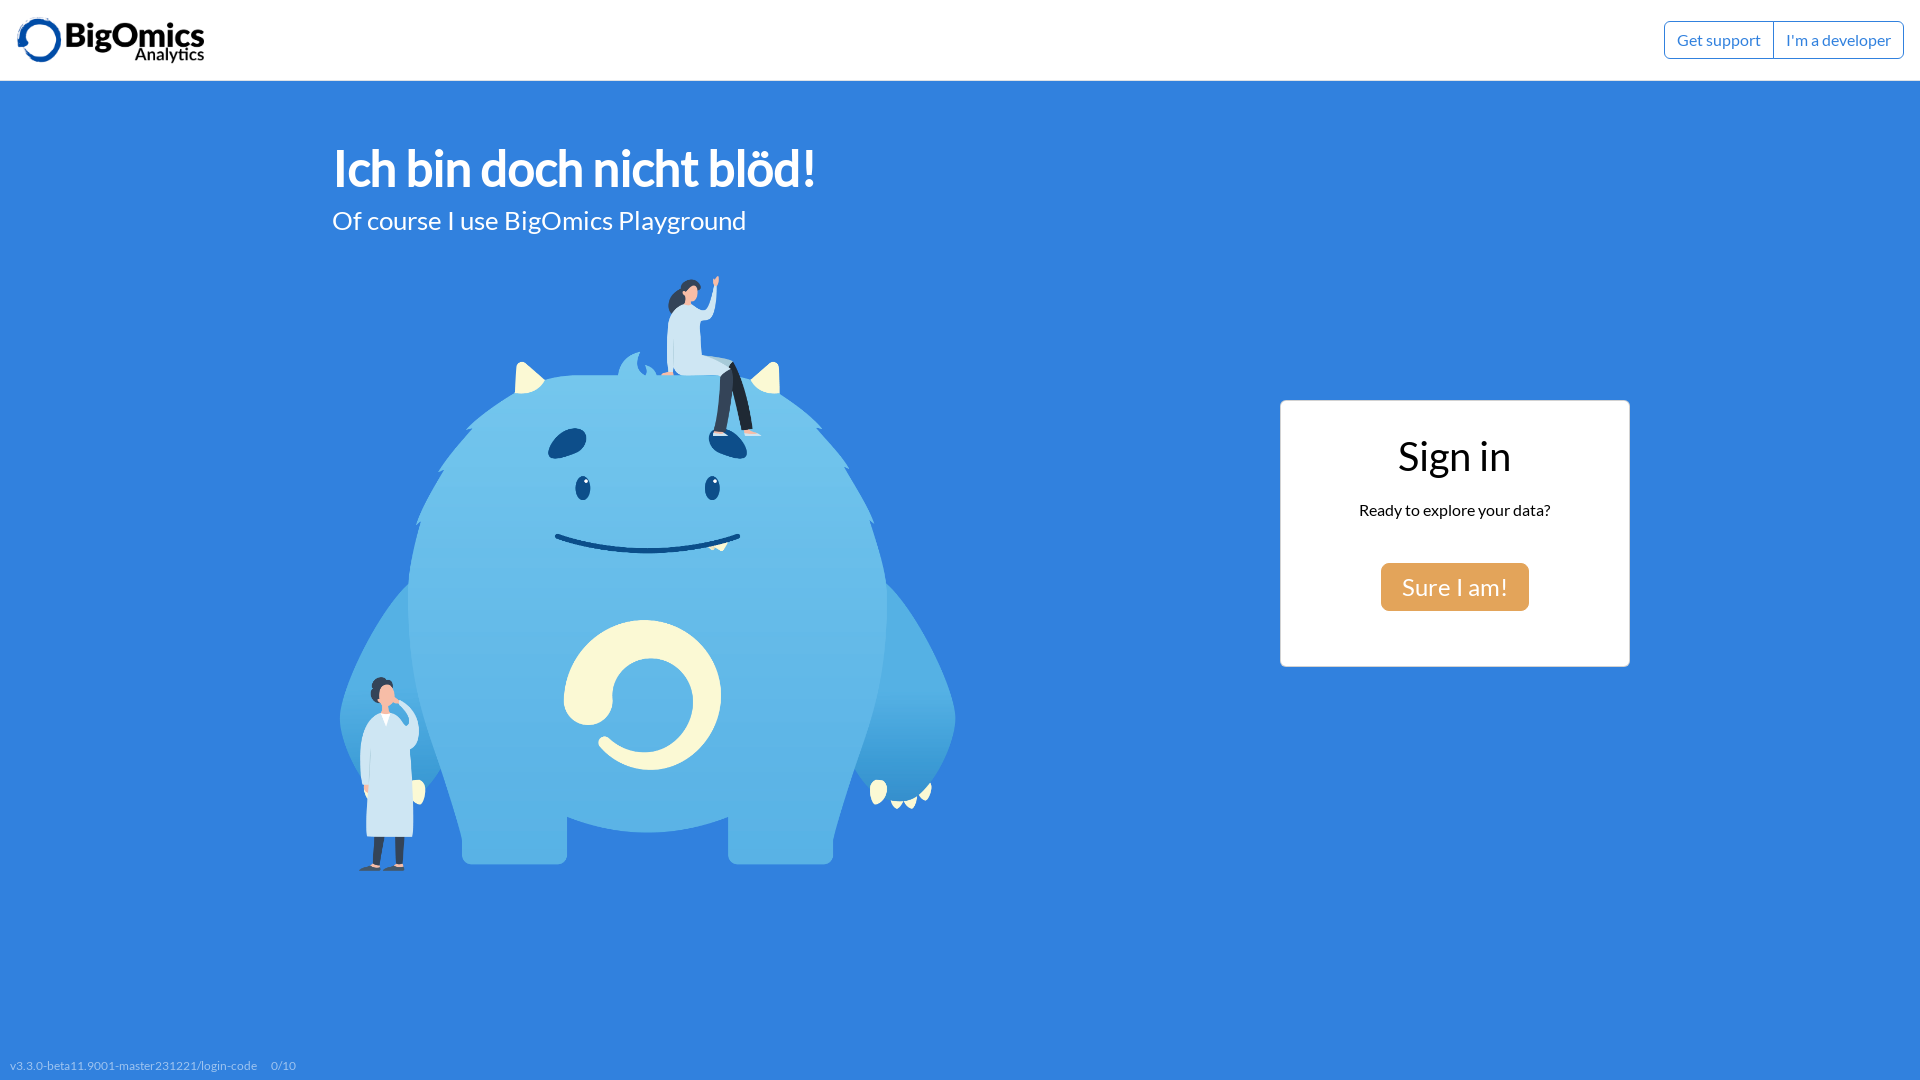 BigOmics
Analytics
Get support
I'm a developer
Ich bin doch nicht blöd!
Of course I use BigOmics Playground
Sign in
Ready to explore your data?
Sure I am!
v3.3.0-beta11.9001-master231221/login-code 0/10